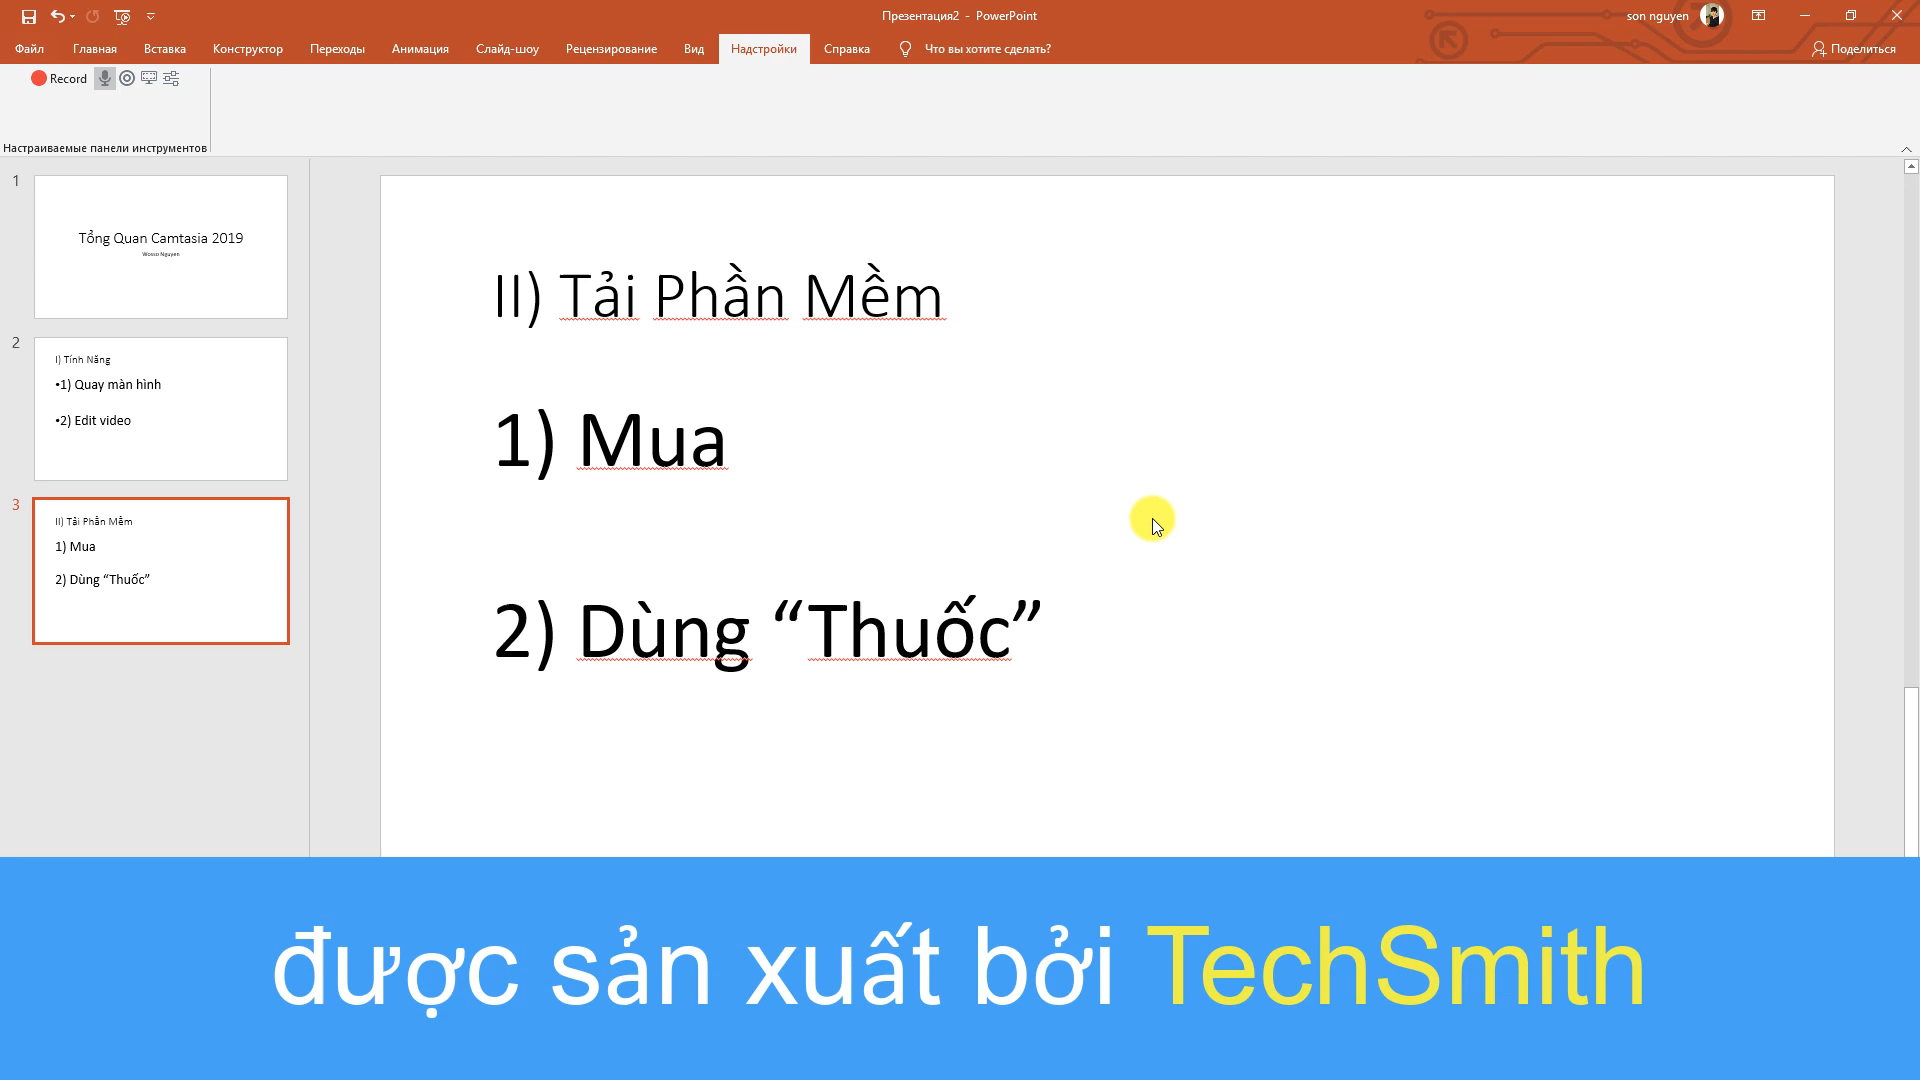 Презентация2 - PowerPoint
son nguyen
Файл Главная Вставка Конструктор Переходы Анимация Слайд-шоу Рецензирование Вид Надстройки Справка Что вы хотите сделать? Поделиться
Record
Настраиваемые панели инструментов
1
Tổng Quan Camtasia 2019
Wosxo Nguyen
2
I) Tính Năng
•1) Quay màn hình
•2) Edit video
3
II) Tải Phần Mềm
1) Mua
2) Dùng “Thuốc”
II) Tải Phần Mềm
1) Mua
2) Dùng “Thuốc”
được sản xuất bởi TechSmith